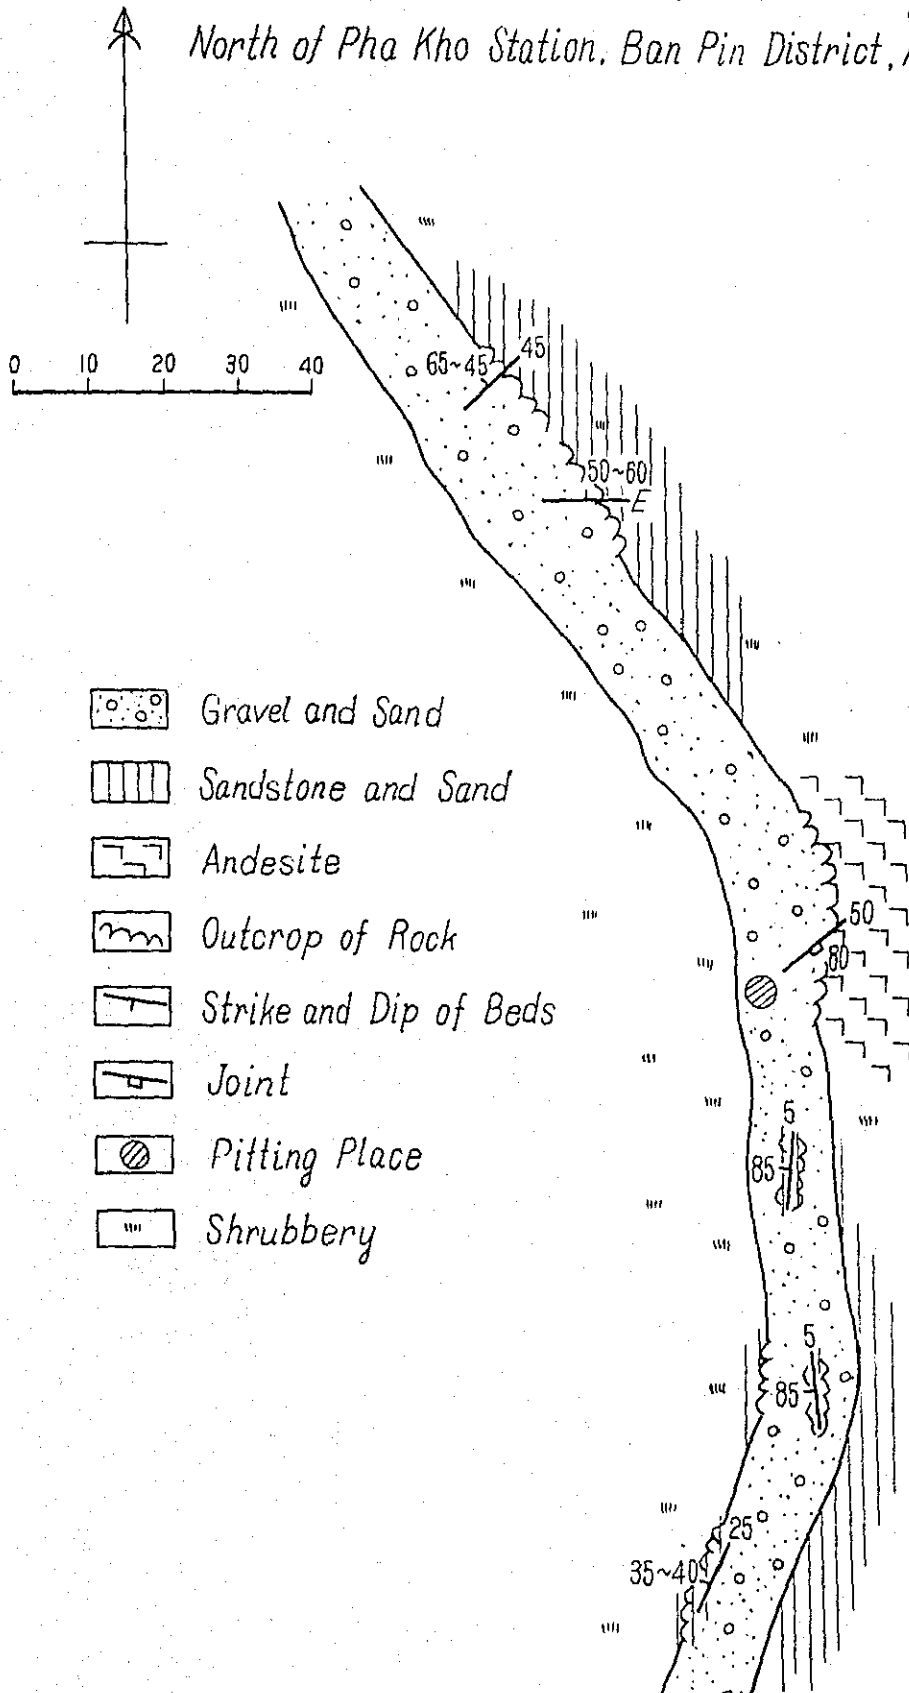 North of Pha Kho Station, Ban Pin District,
0 10 20 30 40
65~45 45
50~60
E
Gravel and Sand
Sandstone and Sand
Andesite
Outcrop of Rock
50
80
Strike and Dip of Beds
Joint
5
Pitting Place
85
Shrubbery
5
85
25
35~40